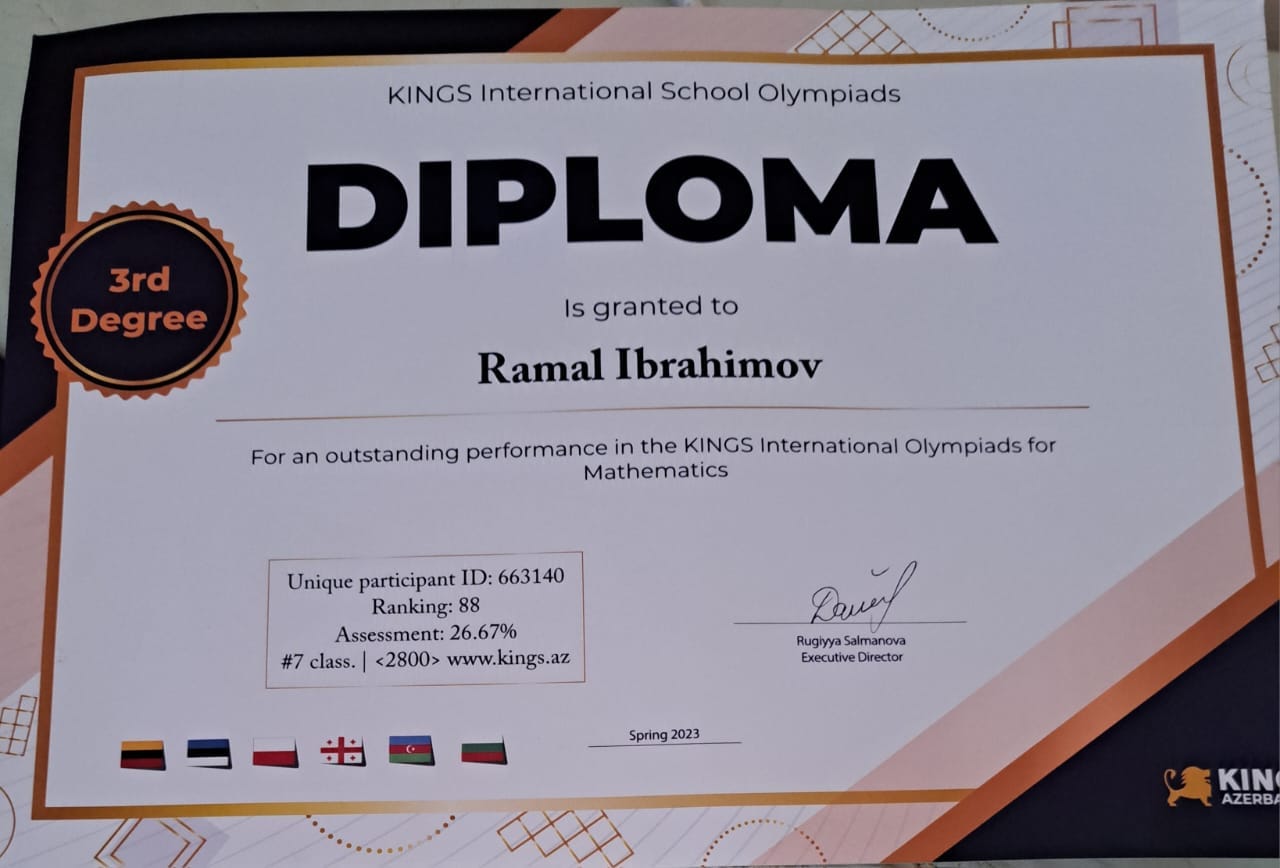 KINGS International School Olympiads
DIPLOMA
3rd
Degree
Is granted to
Ramal Ibrahimov
For an outstanding performance in the KINGS International Olympiads for
Mathematics
Unique participant ID: 663140
Ranking: 88
Assessment: 26.67%
#7 class. | <2800> www.kings.az
Rugiyya Salmanova
Executive Director
Spring 2023
KING
AZERBA